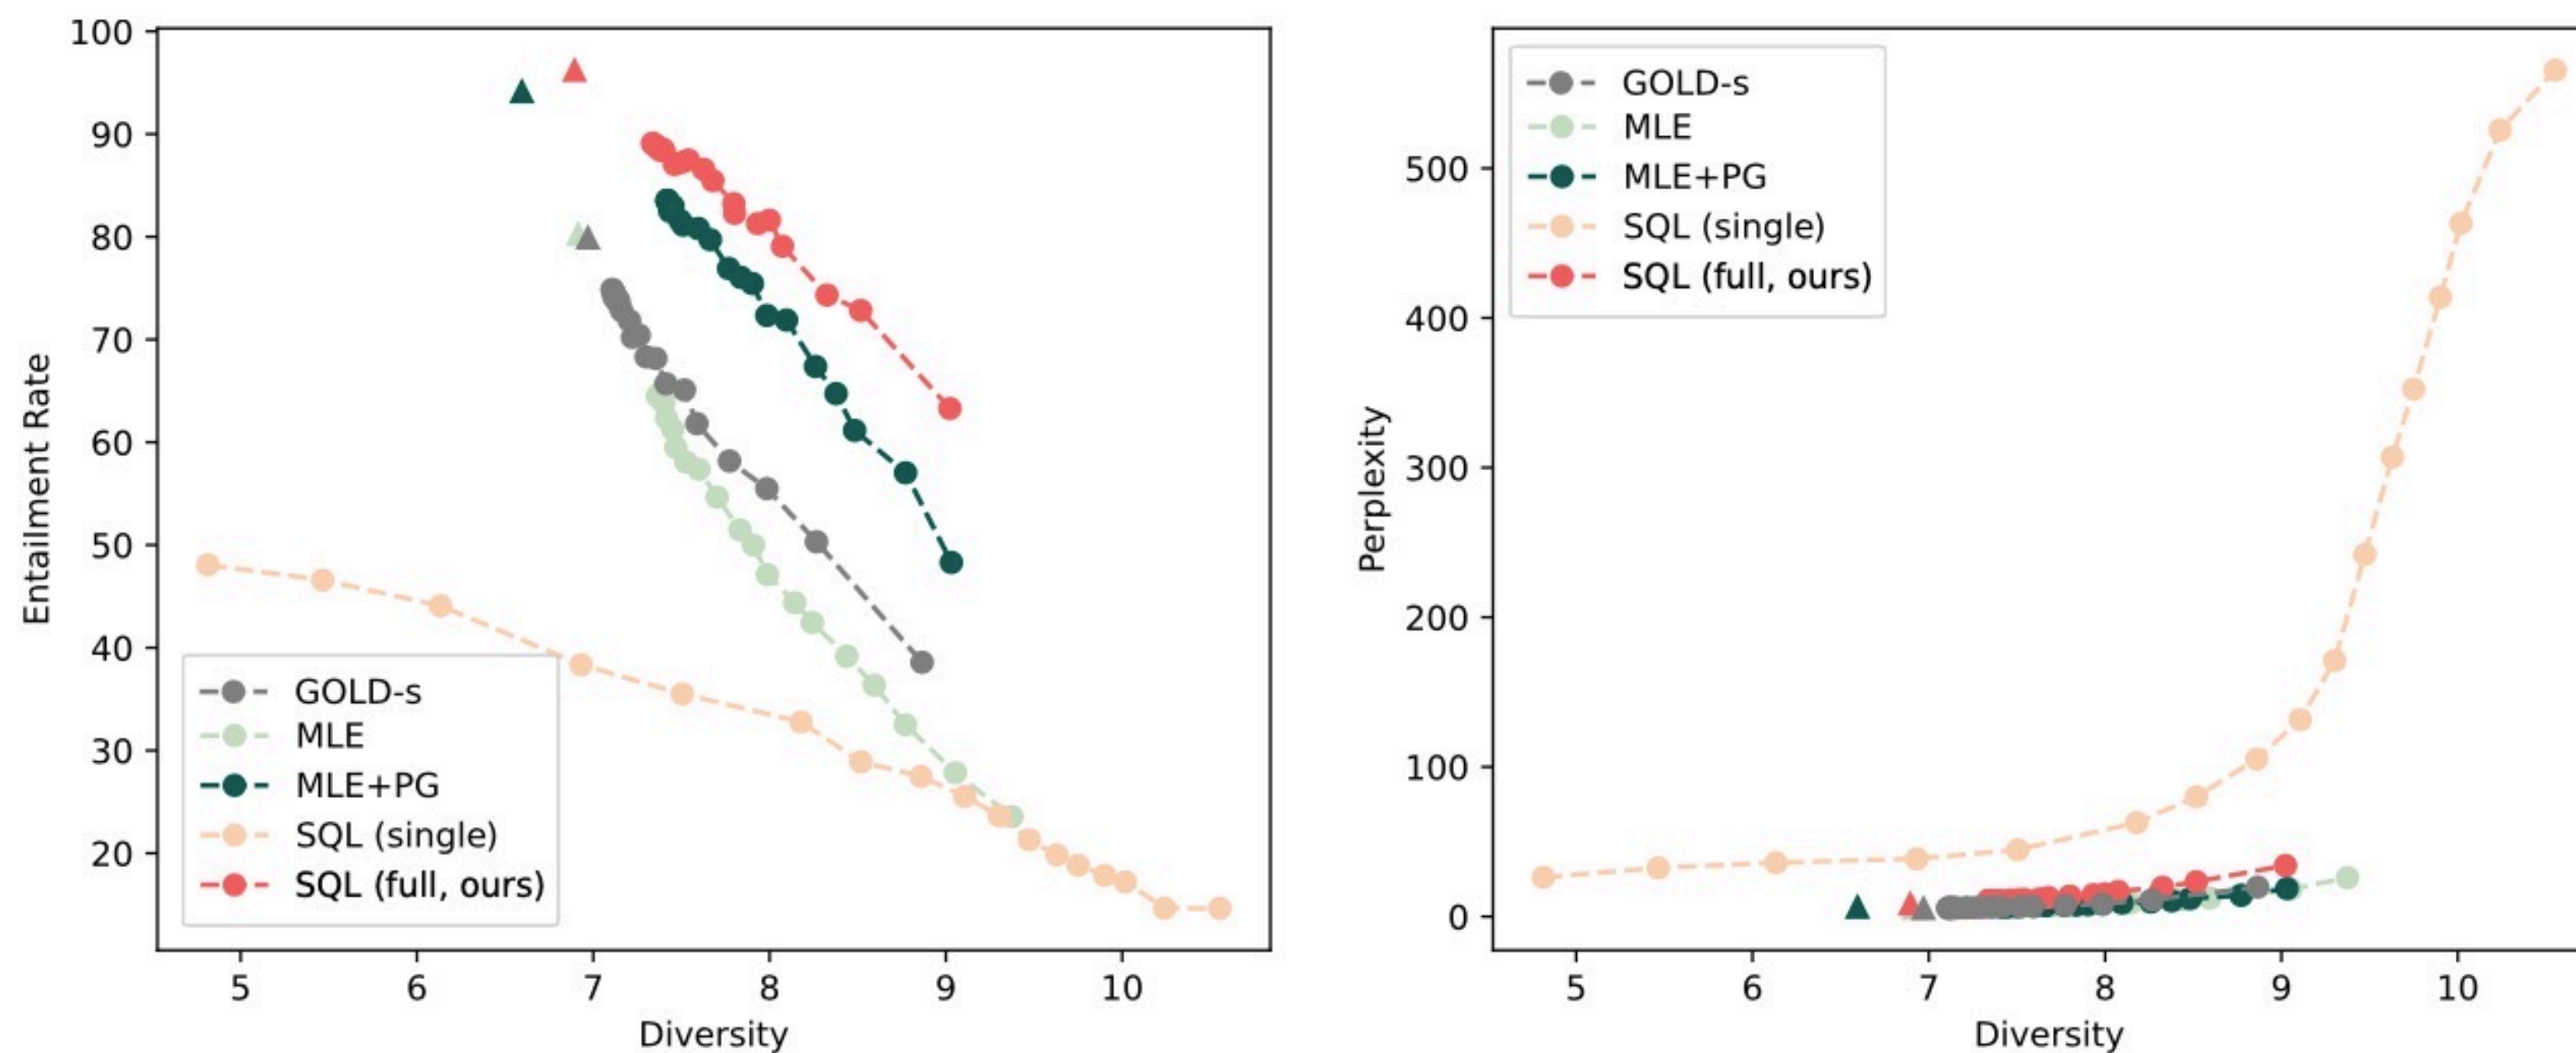 100
90
80
70
60
50
40
30
20
Entailment Rate
GOLD-s
MLE
MLE+PG
SQL (single)
SQL (full, ours)
5 6 7 8 9 10
Diversity
500
400
300
200
100
0
Perplexity
GOLD-s
MLE
MLE+PG
SQL (single)
SQL (full, ours)
5 6 7 8 9 10
Diversity